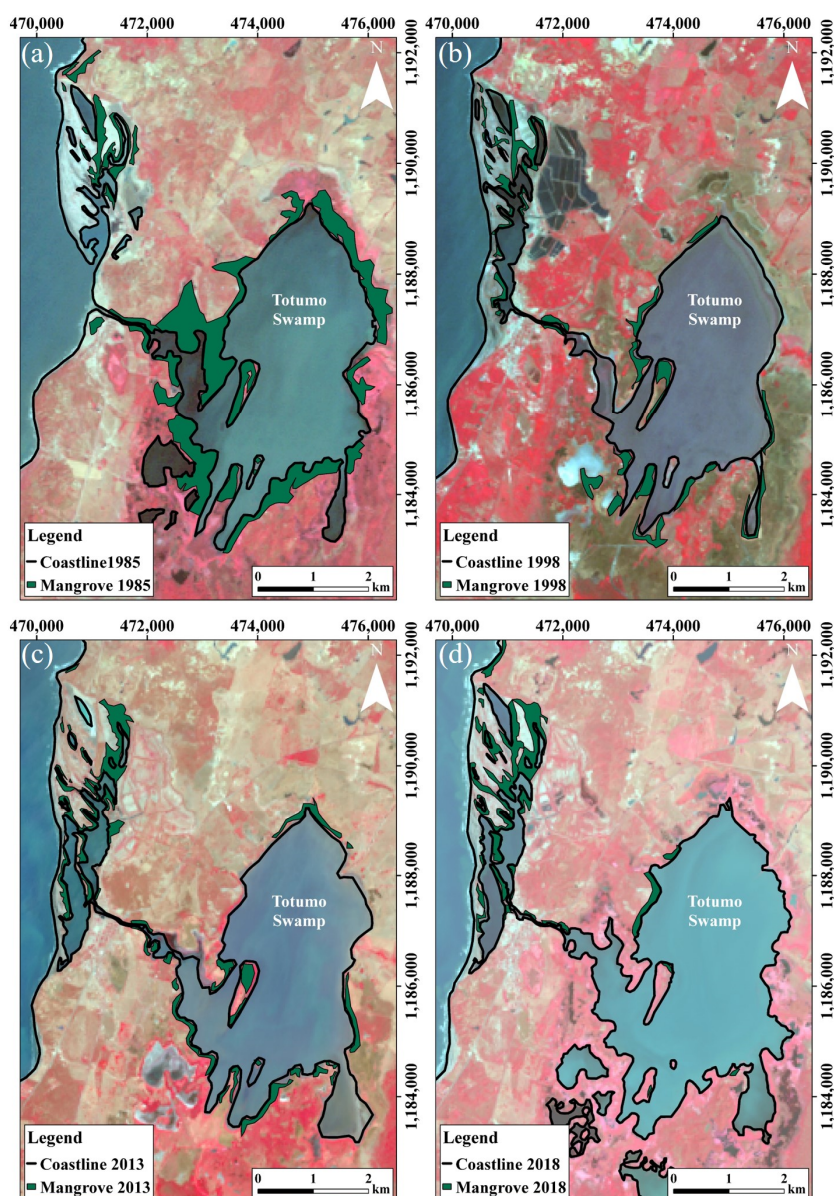 470,000 472,000 474,000 476,000
470,000 472,000 474,000 476,000
(a)
N
1,192,000
1,190,000
1,188,000
1,186,000
1,184,000
Totumo
Swamp
Legend
Coastline1985
Mangrove 1985
0 1 2
km
(b)
N
1,192,000
1,190,000
1,188,000
1,186,000
1,184,000
Totumo
Swamp
Legend
Coastline 1998
Mangrove 1998
0 1 2
km
470,000 472,000 474,000 476,000
470,000 472,000 474,000 476,000
(c)
N
1,192,000
1,190,000
1,188,000
1,186,000
1,184,000
Totumo
Swamp
Legend
Coastline 2013
Mangrove 2013
0 1 2
km
(d)
N
1,192,000
1,190,000
1,188,000
1,186,000
1,184,000
Totumo
Swamp
Legend
Coastline 2018
Mangrove 2018
0 1 2
km